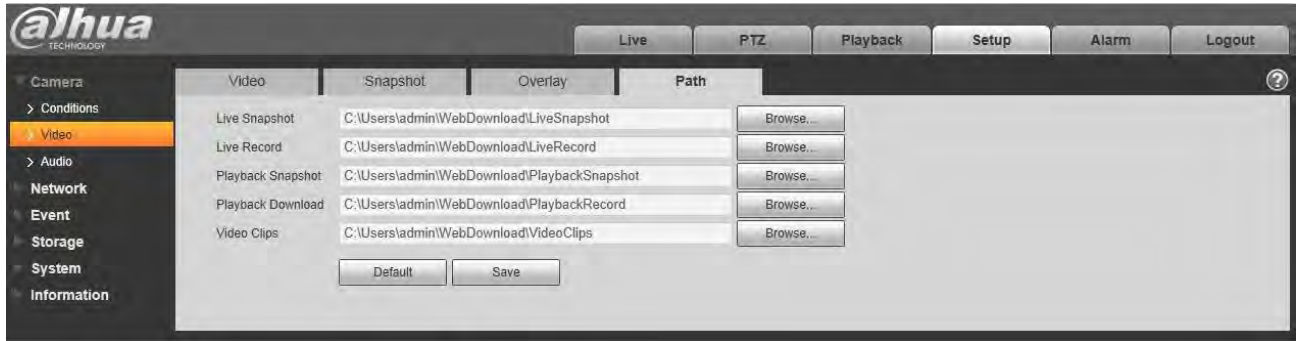 alhua
TECHNOLOGY
Live PTZ Playback Setup Alarm Logout
Camera
Conditions
Video
Audio
Network
Event
Storage
System
Information
Video Snapshot Overlay Path
?
Live Snapshot C:\Users\admin\WebDownload\LiveSnapshot Browse...
Live Record C:\Users\admin\WebDownload\LiveRecord Browse...
Playback Snapshot C:\Users\admin\WebDownload\PlaybackSnapshot Browse...
Playback Download C:\Users\admin\WebDownload\PlaybackRecord Browse...
Video Clips C:\Users\admin\WebDownload\VideoClips Browse...
Default Save